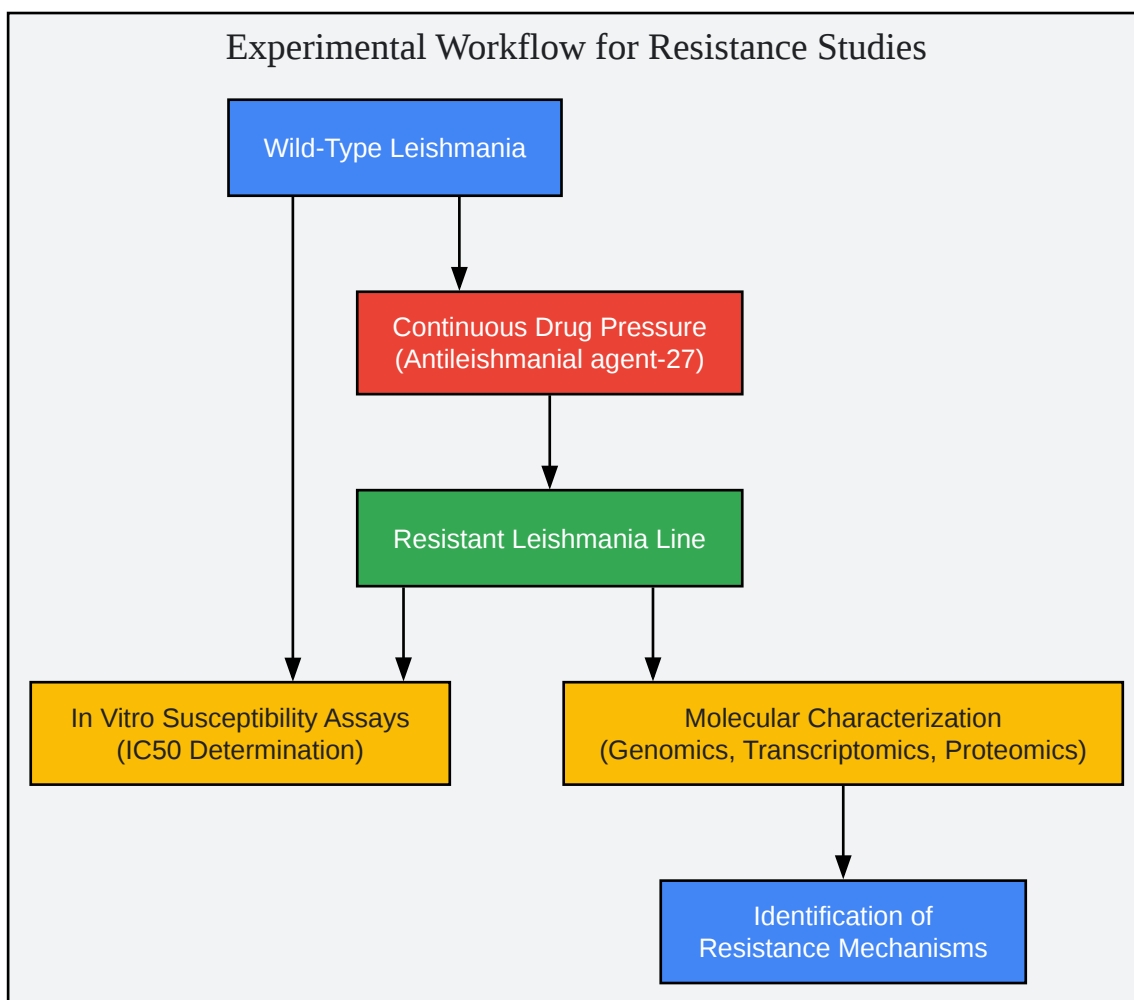 Experimental Workflow for Resistance Studies
Wild-Type Leishmania
Continuous Drug Pressure
(Antileishmanial agent-27)
Resistant Leishmania Line
In Vitro Susceptibility Assays
(IC50 Determination)
Molecular Characterization
(Genomics, Transcriptomics, Proteomics)
Identification of
Resistance Mechanisms